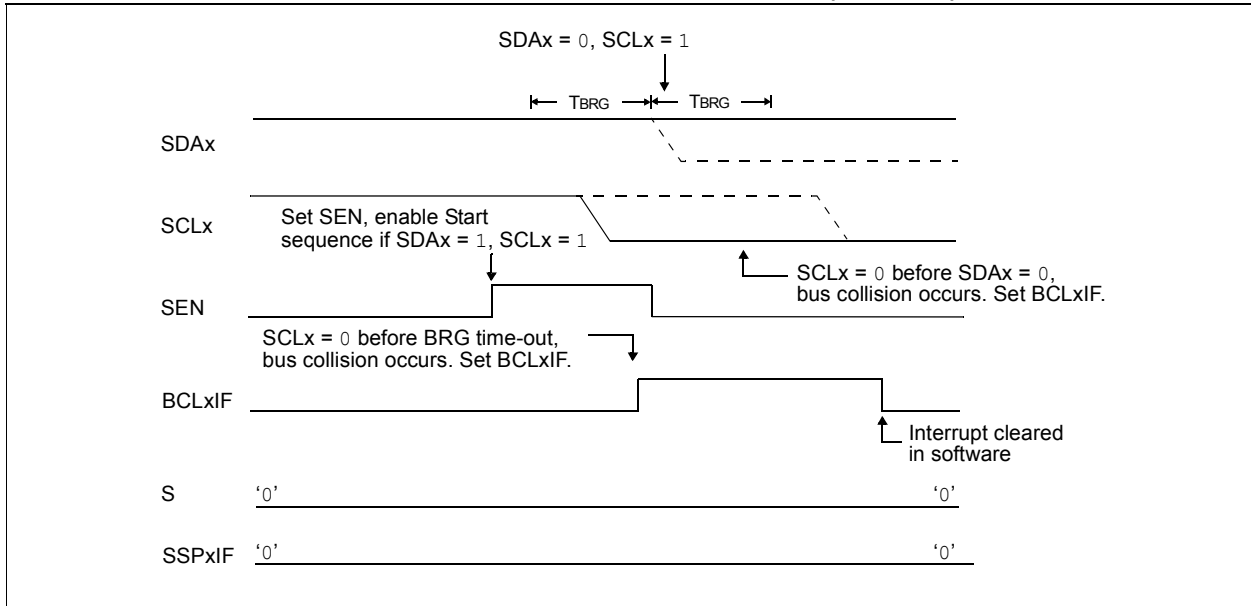 SDAx = 0, SCLx = 1
TBRG TBRG
SDAx
SCLx
Set SEN, enable Start
sequence if SDAx = 1, SCLx = 1
SCLx = 0 before SDAx = 0,
bus collision occurs. Set BCLxIF.
SEN
SCLx = 0 before BRG time-out,
bus collision occurs. Set BCLxIF.
BCLxIF
Interrupt cleared
in software
S ‘0’ ‘0’
SSPxIF ‘0’ ‘0’